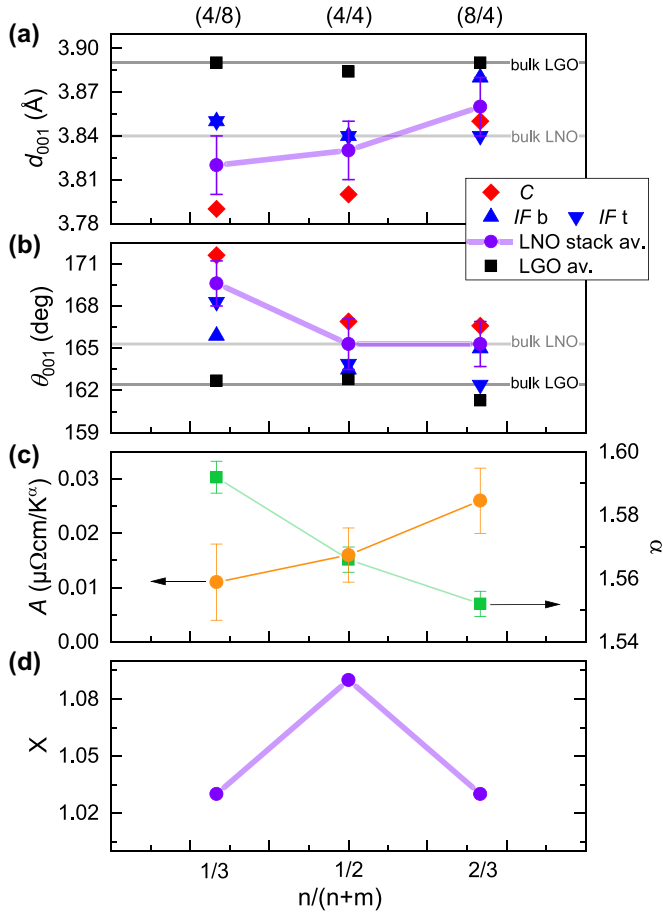 (4/8) (4/4) (8/4)
(a)
3.90
3.87
3.84
3.81
3.78
d001 (Å)
bulk LGO
bulk LNO
C
IF b IF t
LNO stack av.
LGO av.
(b)
171
168
165
162
159
θ001 (deg)
bulk LNO
bulk LGO
(c)
0.03
0.02
0.01
0.00
A (μΩcm/Kα)
1.60
1.58
1.56
1.54
α
(d)
1.08
1.05
1.02
X
1/3 1/2 2/3
n/(n+m)